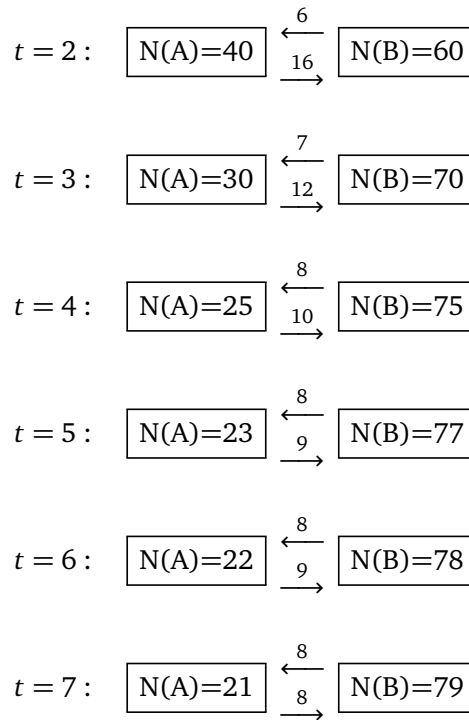 6
t = 2 : N(A)=40 N(B)=60
16
7
t = 3 : N(A)=30 N(B)=70
12
8
t = 4 : N(A)=25 N(B)=75
10
8
t = 5 : N(A)=23 N(B)=77
9
8
t = 6 : N(A)=22 N(B)=78
9
8
t = 7 : N(A)=21 N(B)=79
8